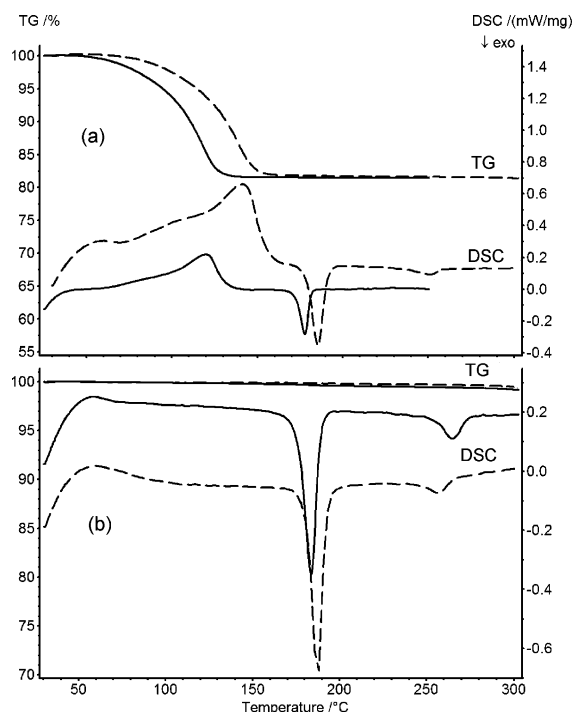 TG /% DSC /(mW/mg)
↓ exo
100 1.4
95 1.2
90 1.0
(a)
85 0.8
TG
80 0.6
75 0.4
70 DSC 0.2
65 0.0
60 -0.2
55 -0.4
TG
100
95 0.2
DSC
90 0.0
85 (b) -0.2
80 -0.4
75 -0.6
70
50 100 150 200 250 300
Temperature /°C